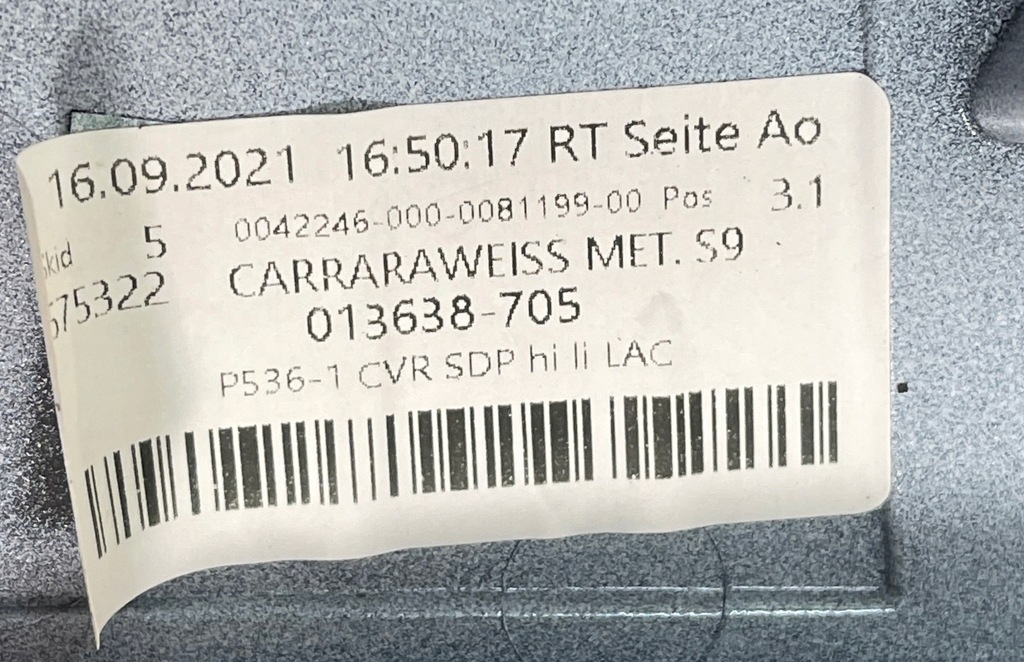 16.09.2021 16:50:17 RT Seite Ao
Skid 5 0042246-000-0081199-00 Pos 3.1
675322 CARRARAWEISS MET. S9
013638-705
P536-1 CVR SDP hi li LAC